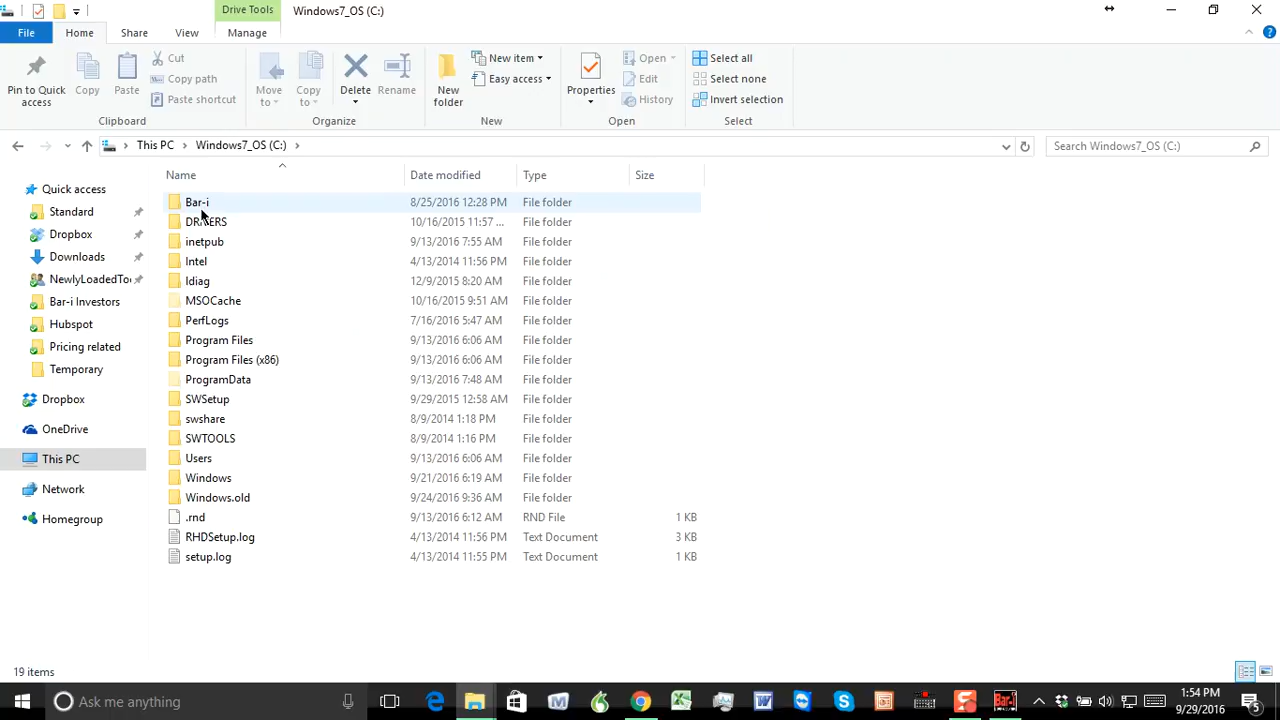 Drive Tools Windows7_OS (C:)
File Home Share View Manage
Pin to Quick access
Copy
Paste
Cut
Copy path
Paste shortcut
Clipboard
Move to
Copy to
Delete
Rename
Organize
New folder
New item
Easy access
New
Properties
Open
Edit
History
Open
Select all
Select none
Invert selection
Select
This PC Windows7_OS (C:)
Search Windows7_OS (C:)
Quick access
Standard
Dropbox
Downloads
NewlyLoadedToo
Bar-i Investors
Hubspot
Pricing related
Temporary
Dropbox
OneDrive
This PC
Network
Homegroup
Name Date modified Type Size
Bar-i 8/25/2016 12:28 PM File folder
DRIVERS 10/16/2015 11:57 ... File folder
inetpub 9/13/2016 7:55 AM File folder
Intel 4/13/2014 11:56 PM File folder
ldiag 12/9/2015 8:20 AM File folder
MSOCache 10/16/2015 9:51 AM File folder
PerfLogs 7/16/2016 5:47 AM File folder
Program Files 9/13/2016 6:06 AM File folder
Program Files (x86) 9/13/2016 6:06 AM File folder
ProgramData 9/13/2016 7:48 AM File folder
SWSetup 9/29/2015 12:58 AM File folder
swshare 8/9/2014 1:18 PM File folder
SWTOOLS 8/9/2014 1:16 PM File folder
Users 9/13/2016 6:06 AM File folder
Windows 9/21/2016 6:19 AM File folder
Windows.old 9/24/2016 9:36 AM File folder
.rnd 9/13/2016 6:12 AM RND File 1 KB
RHDSetup.log 4/13/2014 11:56 PM Text Document 3 KB
setup.log 4/13/2014 11:55 PM Text Document 1 KB
19 items
Ask me anything
Bar-i
1:54 PM
9/29/2016
5